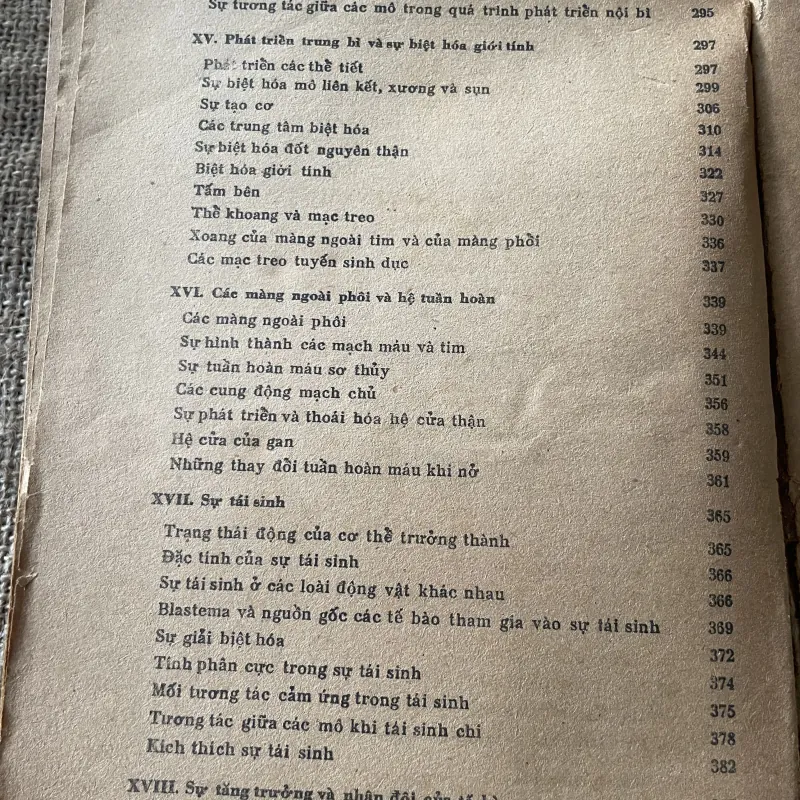 Sự tương tác giữa các mô trong quá trình phát triển nội bì 295
XV. Phát triển trung bì và sự biệt hóa giới tính 297
Phát triển các thể tiết 297
Sự biệt hóa mô liên kết, xương và sụn 299
Sự tạo cơ 306
Các trung tâm biệt hóa 310
Sự biệt hóa đốt nguyên thận 314
Biệt hóa giới tính 322
Tấm bên 327
Thể khoang và mạc treo 330
Xoang của màng ngoài tim và của màng phổi 336
Các mạc treo tuyến sinh dục 337
XVI. Các màng ngoài phôi và hệ tuần hoàn 339
Các màng ngoài phôi 339
Sự hình thành các mạch máu và tim 344
Sự tuần hoàn máu sơ thủy 351
Các cung động mạch chủ 356
Sự phát triển và thoái hóa hệ cửa thận 358
Hệ cửa của gan 359
Những thay đổi tuần hoàn máu khi nở 361
XVII. Sự tái sinh 365
Trạng thái động của cơ thể trưởng thành 365
Đặc tính của sự tái sinh 366
Sự tái sinh ở các loài động vật khác nhau 366
Blastema và nguồn gốc các tế bào tham gia vào sự tái sinh 369
Sự giải biệt hóa 372
Tính phân cực trong sự tái sinh 374
Mối tương tác cảm ứng trong tái sinh 375
Tương tác giữa các mô khi tái sinh chi 378
Kích thích sự tái sinh 382
XVIII. Sự tăng trưởng và nhân đôi của tế